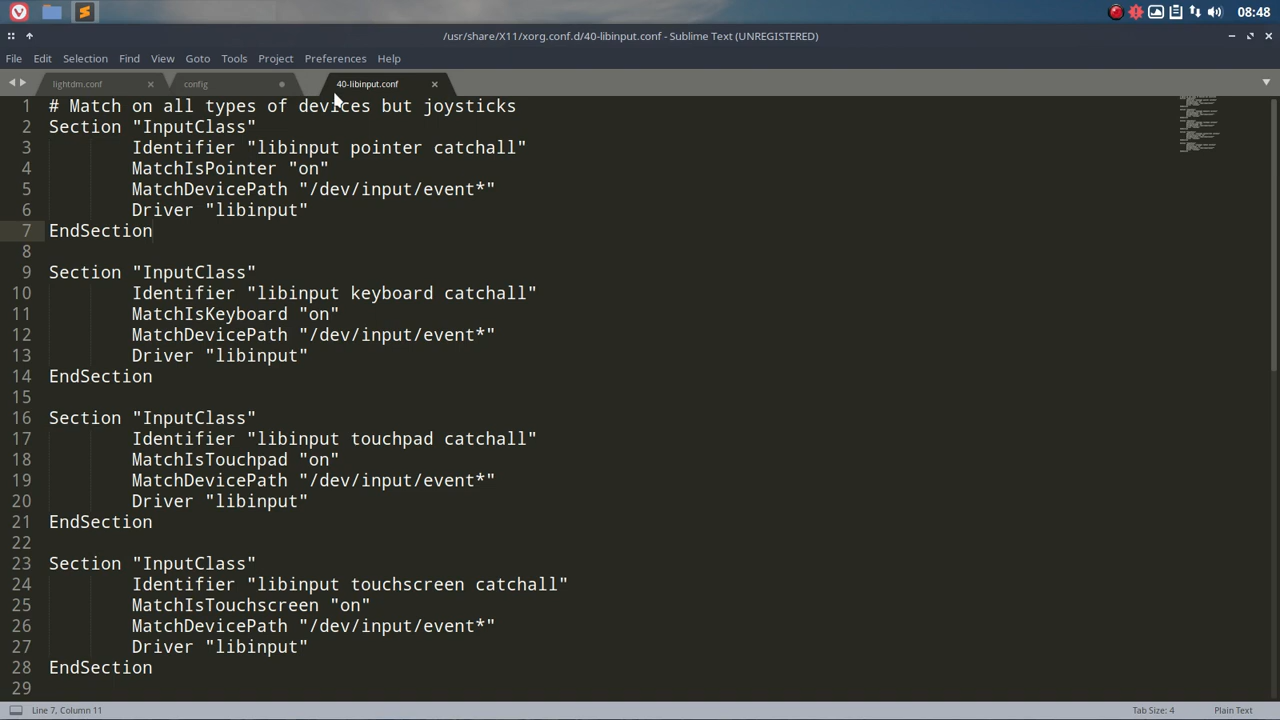 08:48
/usr/share/X11/xorg.conf.d/40-libinput.conf - Sublime Text (UNREGISTERED)
File Edit Selection Find View Goto Tools Project Preferences Help
lightdm.conf config 40-libinput.conf
1 # Match on all types of devices but joysticks
2 Section "InputClass"
3 Identifier "libinput pointer catchall"
4 MatchIsPointer "on"
5 MatchDevicePath "/dev/input/event*"
6 Driver "libinput"
7 EndSection
8
9 Section "InputClass"
10 Identifier "libinput keyboard catchall"
11 MatchIsKeyboard "on"
12 MatchDevicePath "/dev/input/event*"
13 Driver "libinput"
14 EndSection
15
16 Section "InputClass"
17 Identifier "libinput touchpad catchall"
18 MatchIsTouchpad "on"
19 MatchDevicePath "/dev/input/event*"
20 Driver "libinput"
21 EndSection
22
23 Section "InputClass"
24 Identifier "libinput touchscreen catchall"
25 MatchIsTouchscreen "on"
26 MatchDevicePath "/dev/input/event*"
27 Driver "libinput"
28 EndSection
29
Line 7, Column 11 Tab Size: 4 Plain Text